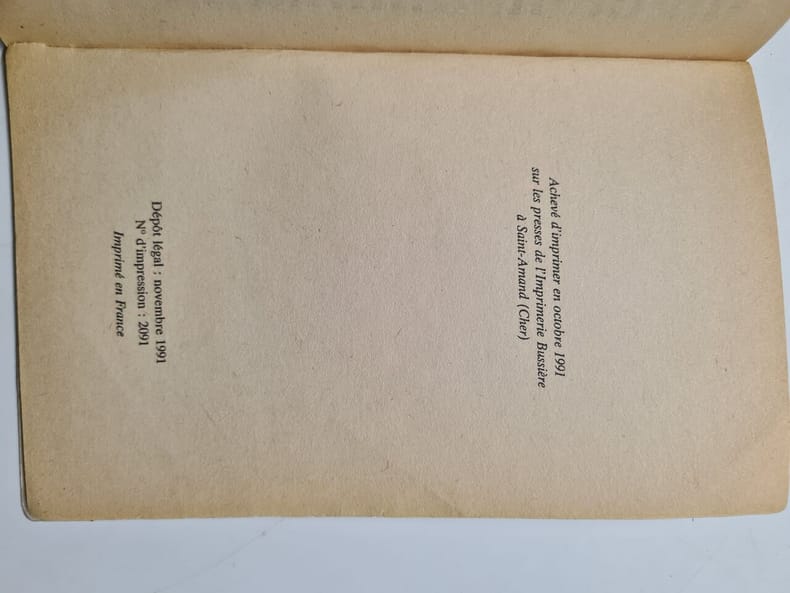 Achevé d'imprimer en octobre 1991
sur les presses de l'Imprimerie Bussière
à Saint-Amand (Cher)
Dépôt légal : novembre 1991
N° d'impression : 2091
Imprimé en France